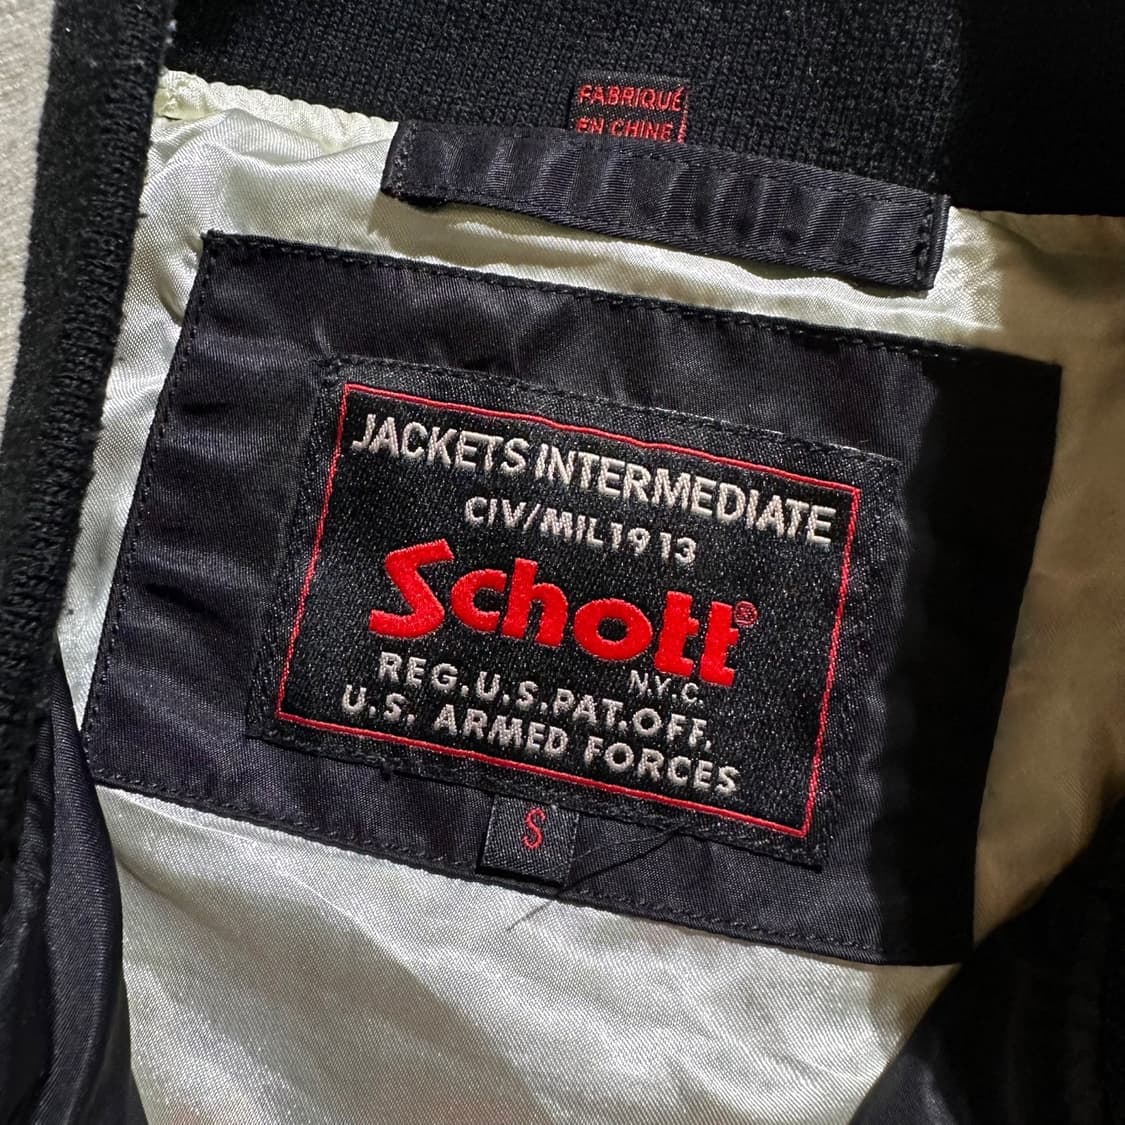 FABRIQUÉ
EN CHINE
JACKETS INTERMEDIATE
CIV/MIL1913
Schott®
N.Y.C.
REG.U.S.PAT.OFF.
U.S. ARMED FORCES
S